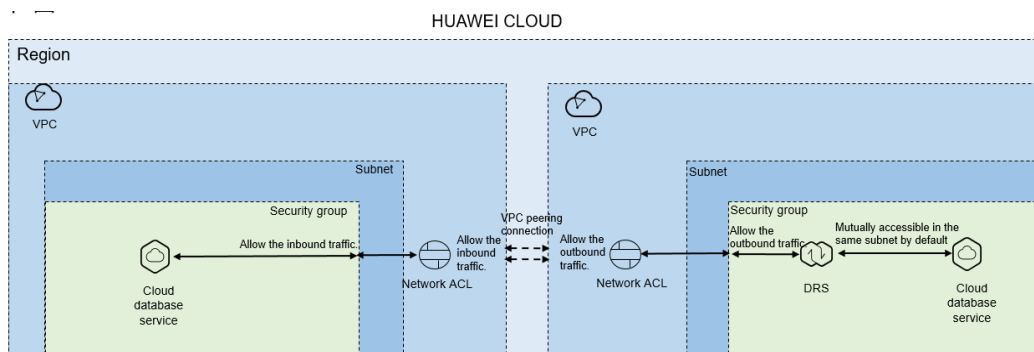 HUAWEI CLOUD
Region
VPC
Subnet
Security group
Allow the inbound traffic.
Cloud
database
service
Allow the
inbound
traffic.
Network ACL
VPC peering
connection
VPC
Subnet
Allow the
outbound
traffic.
Network ACL
Security group
Allow the
outbound traffic.
DRS
Mutually accessible in the
same subnet by default
Cloud
database
service